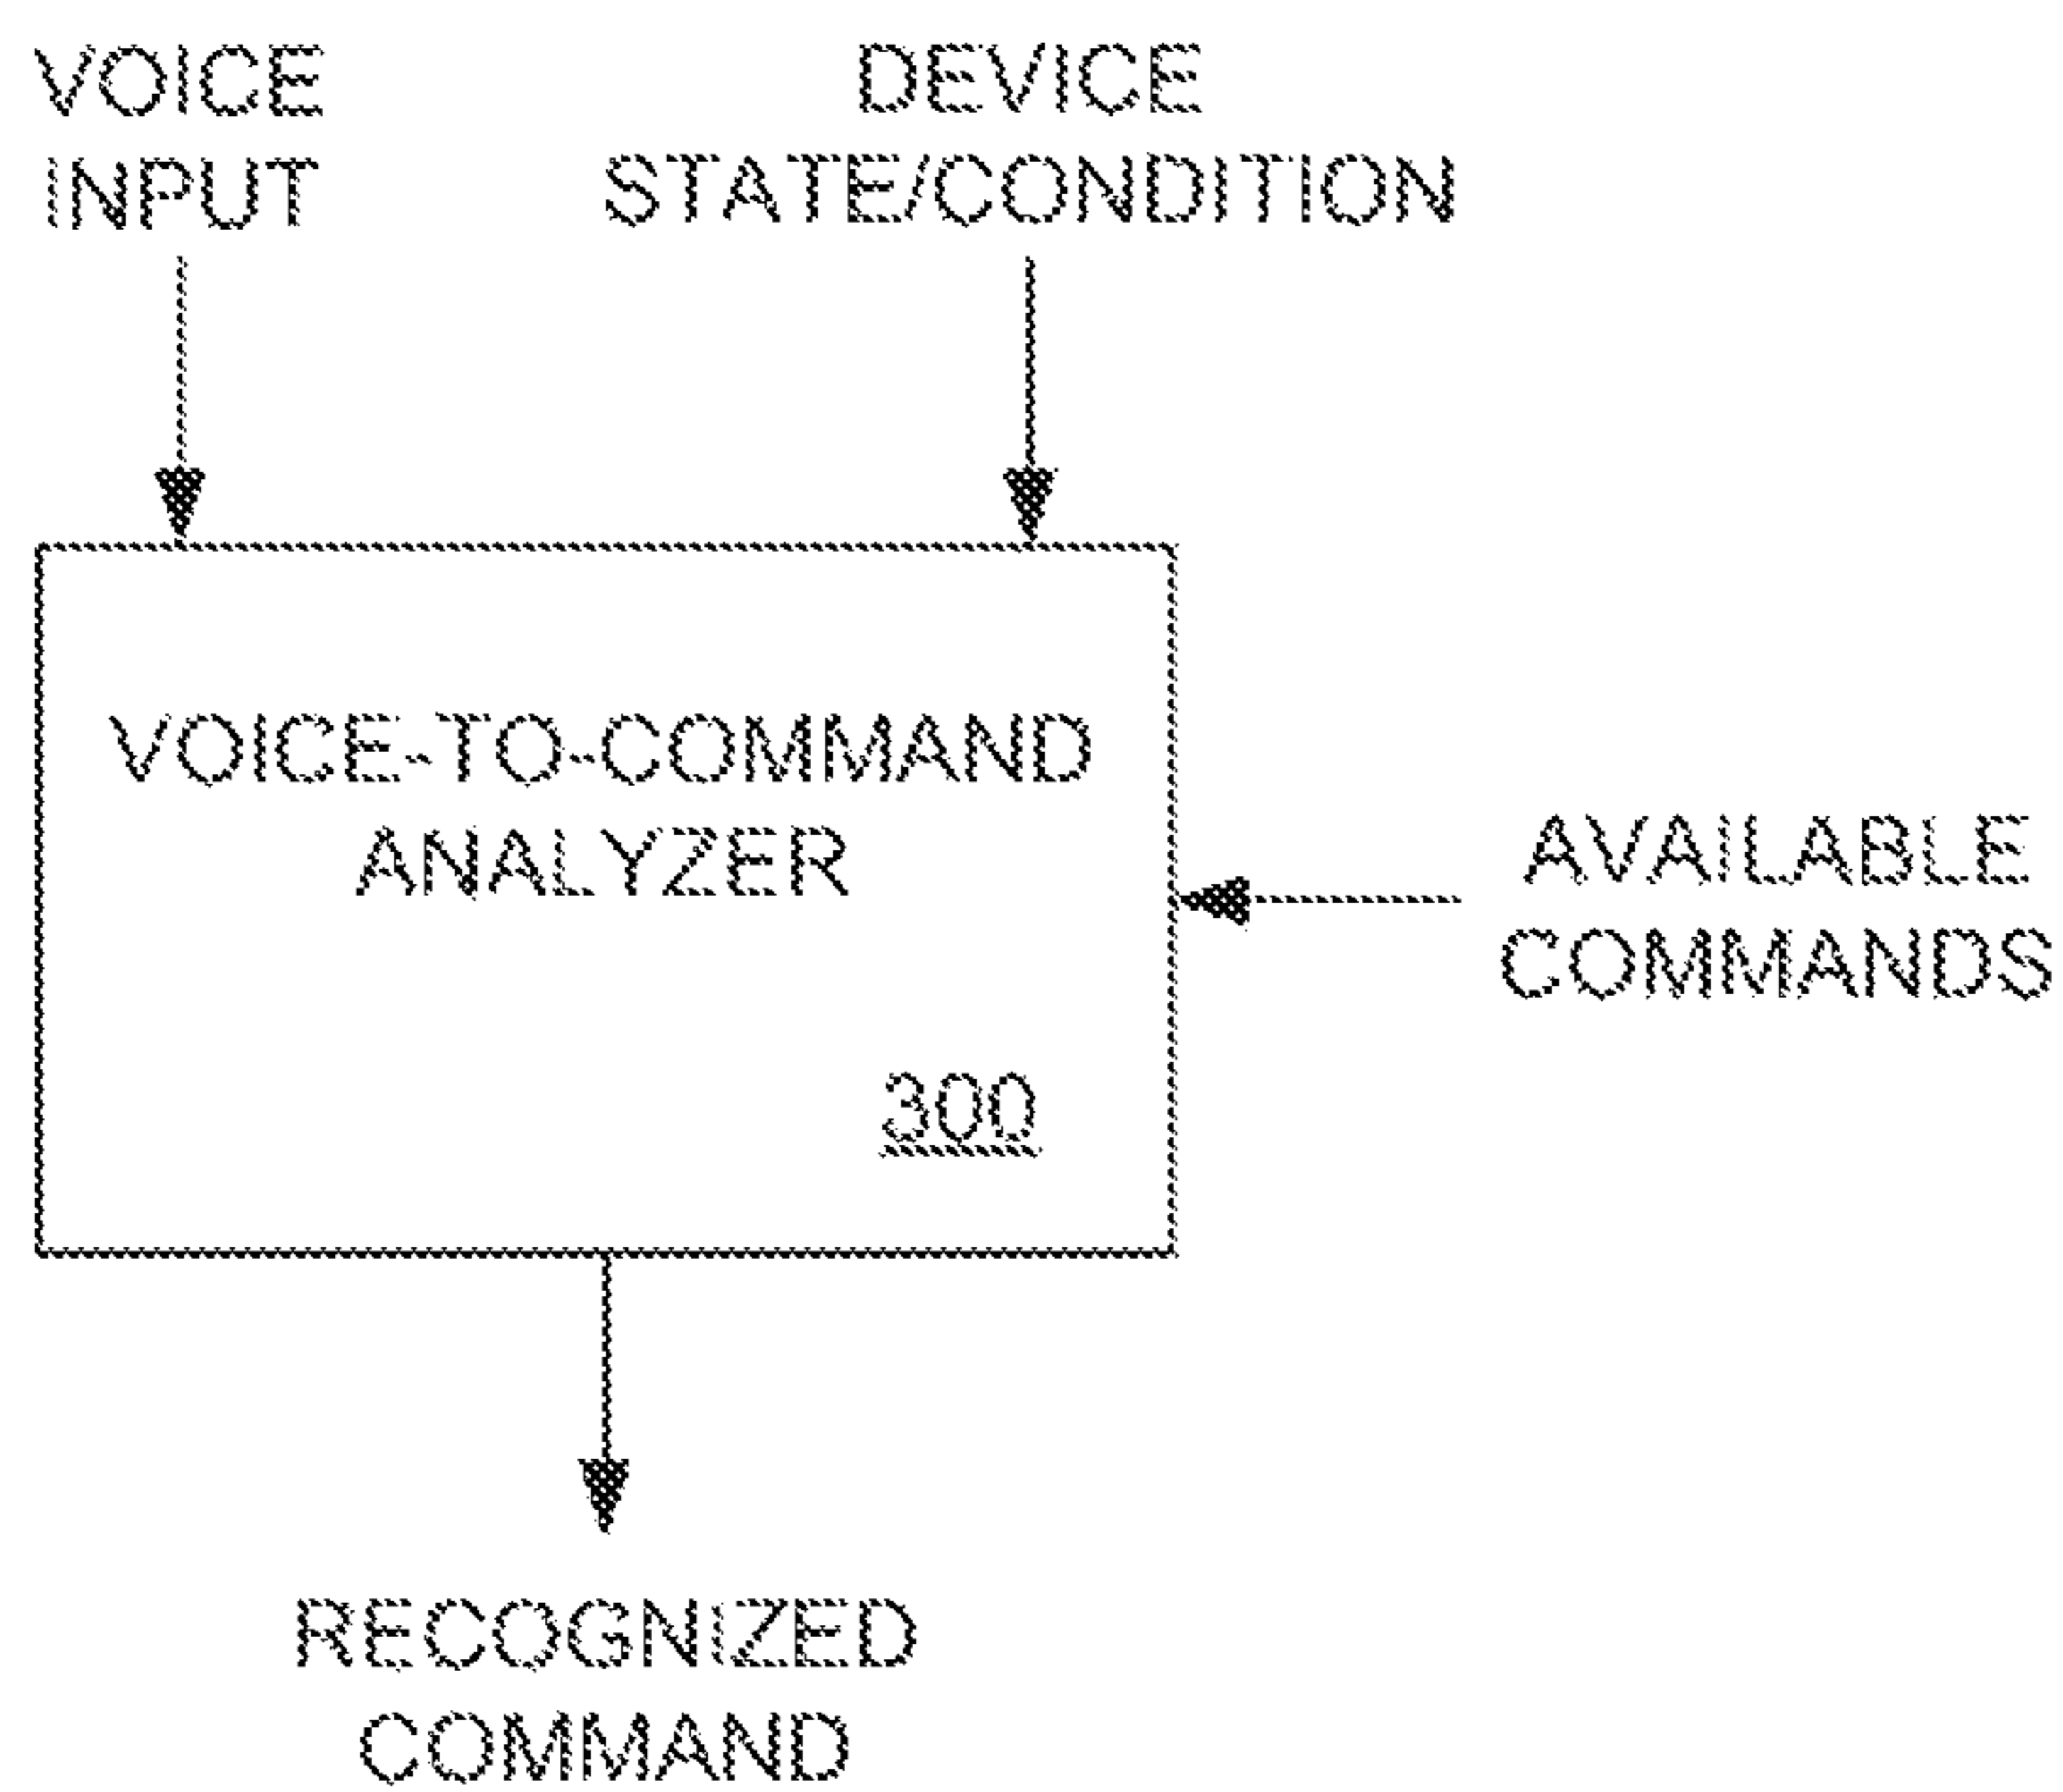 VOICE
INPUT
DEVICE
STATE/CONDITION
VOICE-TO-COMMAND
ANALYZER
300
AVAILABLE
COMMANDS
RECOGNIZED
COMMAND